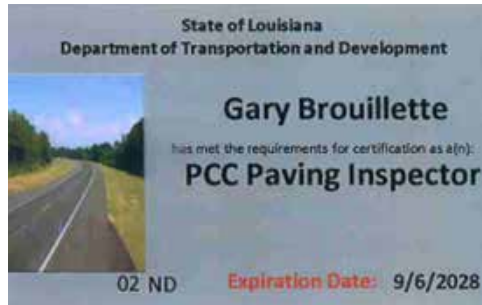 State of Louisiana
Department of Transportation and Development
Gary Brouillette
has met the requirements for certification as a(n):
PCC Paving Inspector
02 ND
Expiration Date: 9/6/2028